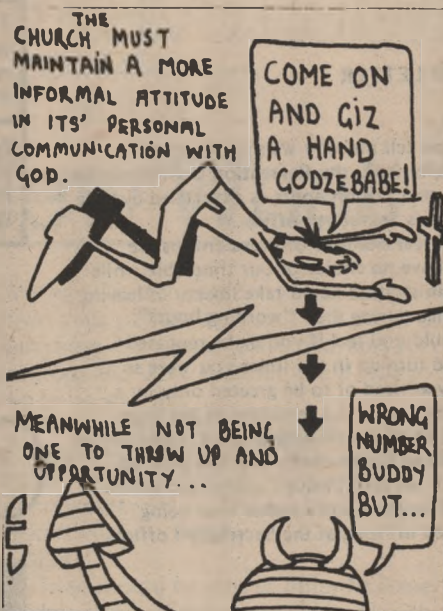 THE
CHURCH MUST
MAINTAIN A MORE
INFORMAL ATTITUDE
IN ITS' PERSONAL
COMMUNICATION WITH
GOD.
COME ON
AND GIZ
A HAND
GODZEBABE!
MEANWHILE NOT BEING
ONE TO THROW UP AND
UPPORTUNITY...
WRONG
NUMBER
BUDDY
BUT...